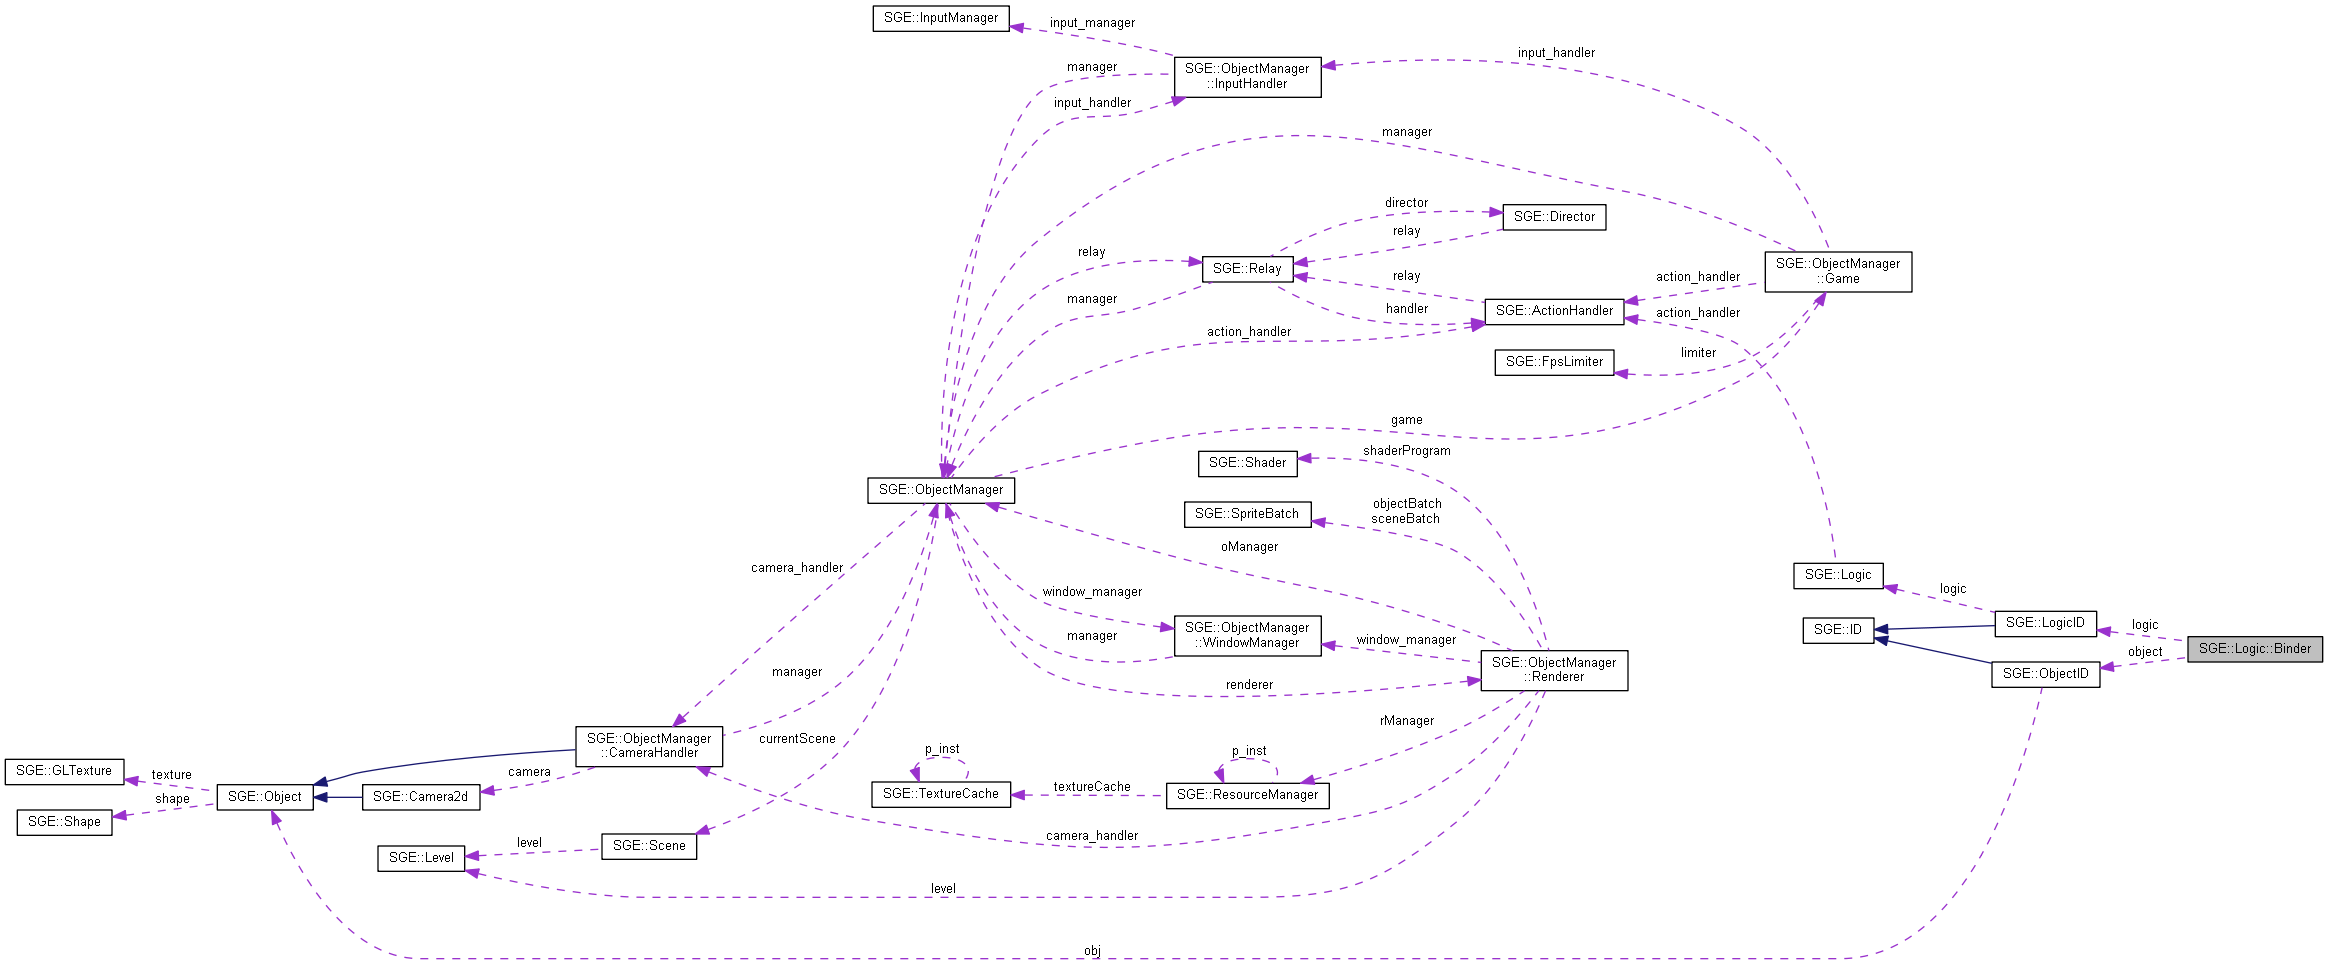 SGE::InputManager
input_manager
input_handler
manager
SGE::ObjectManager
::InputHandler
input_handler
manager
director
SGE::Director
relay
relay
SGE::Relay
SGE::ObjectManager
::Game
relay
action_handler
manager
handler
SGE::ActionHandler
action_handler
action_handler
limiter
SGE::FpsLimiter
game
shaderProgram
SGE::Shader
SGE::ObjectManager
objectBatch
sceneBatch
SGE::SpriteBatch
oManager
camera_handler
SGE::Logic
logic
window_manager
SGE::LogicID
logic
SGE::ID
SGE::ObjectManager
::WindowManager
manager
window_manager
SGE::Logic::Binder
object
SGE::ObjectManager
::Renderer
manager
SGE::ObjectID
renderer
rManager
SGE::ObjectManager
::CameraHandler
currentScene
p_inst
p_inst
SGE::GLTexture
texture
camera
textureCache
shape
SGE::Object
SGE::Camera2d
SGE::TextureCache
SGE::ResourceManager
SGE::Shape
camera_handler
level
SGE::Scene
SGE::Level
level
obj